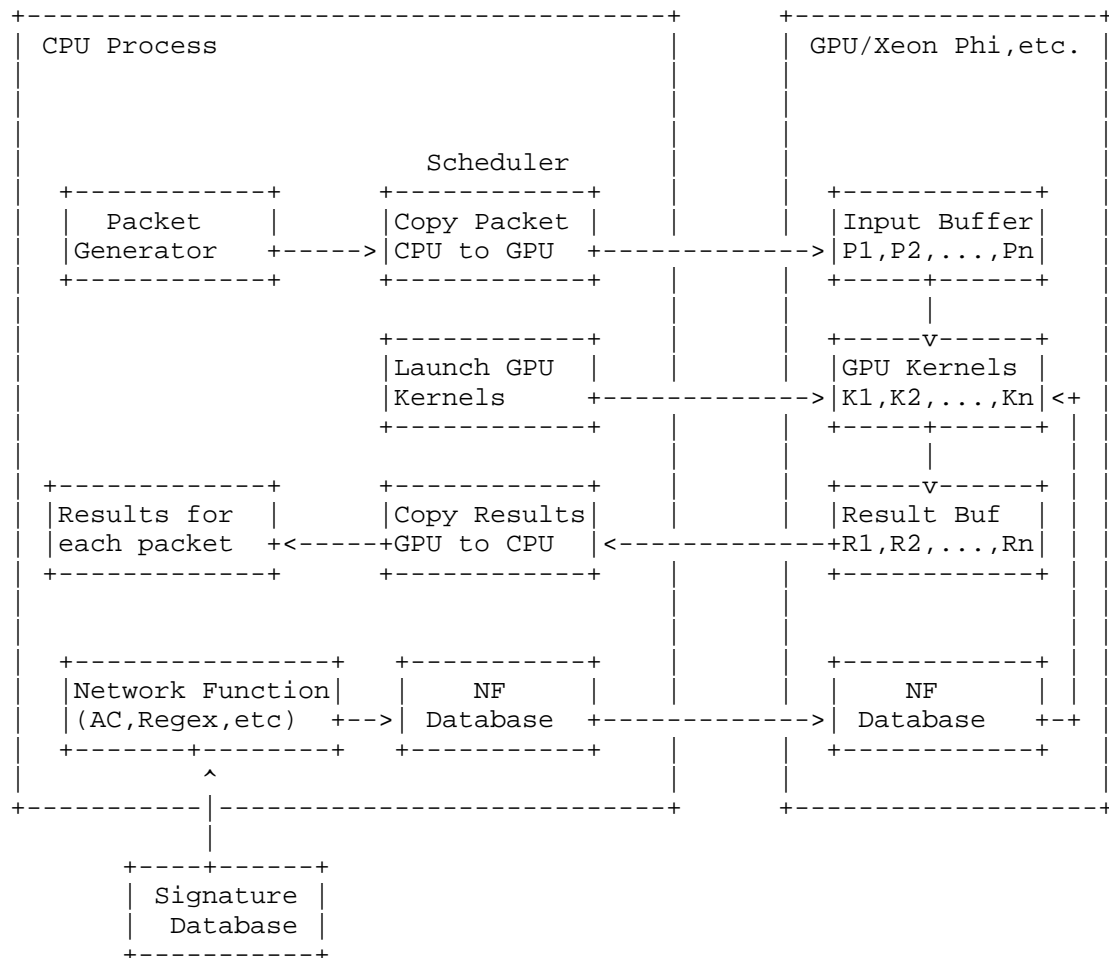 CPU Process
GPU/Xeon Phi,etc.
Scheduler
Packet
Generator
Copy Packet
CPU to GPU
Input Buffer
P1,P2,...,Pn
Launch GPU
Kernels
GPU Kernels
K1,K2,...,Kn
Results for
each packet
Copy Results
GPU to CPU
Result Buf
R1,R2,...,Rn
Network Function
(AC,Regex,etc)
NF
Database
NF
Database
Signature
Database